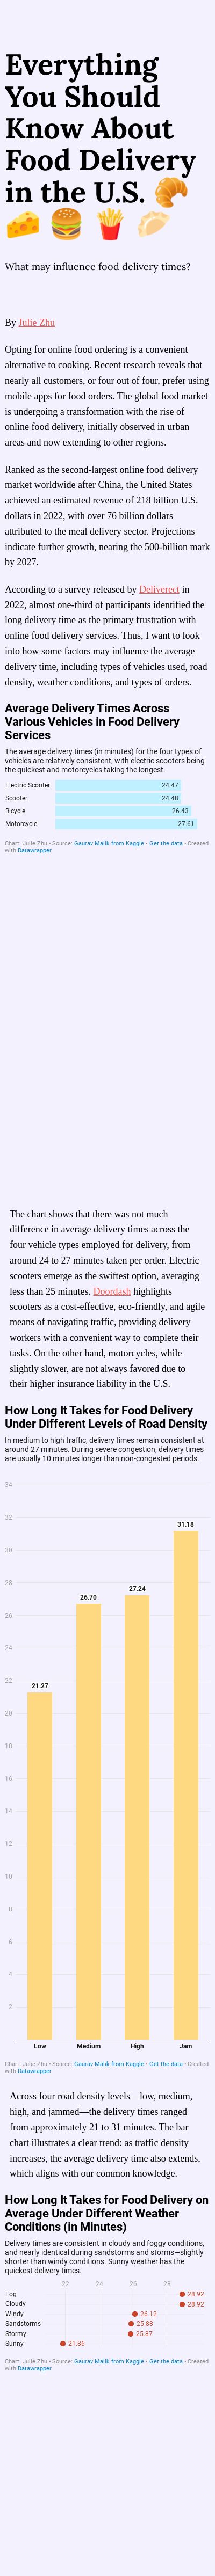 Everything
You Should
Know About
Food Delivery
in the U.S. 🥐
🧀 🍔 🍟 🥟
What may influence food delivery times?
By Julie Zhu
Opting for online food ordering is a convenient
alternative to cooking. Recent research reveals that
nearly all customers, or four out of four, prefer using
mobile apps for food orders. The global food market
is undergoing a transformation with the rise of
online food delivery, initially observed in urban
areas and now extending to other regions.
Ranked as the second-largest online food delivery
market worldwide after China, the United States
achieved an estimated revenue of 218 billion U.S.
dollars in 2022, with over 76 billion dollars
attributed to the meal delivery sector. Projections
indicate further growth, nearing the 500-billion mark
by 2027.
According to a survey released by Deliverect in
2022, almost one-third of participants identified the
long delivery time as the primary frustration with
online food delivery services. Thus, I want to look
into how some factors may influence the average
delivery time, including types of vehicles used, road
density, weather conditions, and types of orders.
Average Delivery Times Across
Various Vehicles in Food Delivery
Services
The average delivery times (in minutes) for the four types of
vehicles are relatively consistent, with electric scooters being
the quickest and motorcycles taking the longest.
Electric Scooter 24.47
Scooter 24.48
Bicycle 26.43
Motorcycle 27.61
Chart: Julie Zhu • Source: Gaurav Malik from Kaggle • Get the data • Created
with Datawrapper
The chart shows that there was not much
difference in average delivery times across the
four vehicle types employed for delivery, from
around 24 to 27 minutes taken per order. Electric
scooters emerge as the swiftest option, averaging
less than 25 minutes. Doordash highlights
scooters as a cost-effective, eco-friendly, and agile
means of navigating traffic, providing delivery
workers with a convenient way to complete their
tasks. On the other hand, motorcycles, while
slightly slower, are not always favored due to
their higher insurance liability in the U.S.
How Long It Takes for Food Delivery
Under Different Levels of Road Density
In medium to high traffic, delivery times remain consistent at
around 27 minutes. During severe congestion, delivery times
are usually 10 minutes longer than non-congested periods.
34
32
31.18
30
28
27.24
26.70
26
24
22
21.27
20
18
16
14
12
10
8
6
4
2
Low Medium High Jam
Chart: Julie Zhu • Source: Gaurav Malik from Kaggle • Get the data • Created
with Datawrapper
Across four road density levels—low, medium,
high, and jammed—the delivery times ranged
from approximately 21 to 31 minutes. The bar
chart illustrates a clear trend: as traffic density
increases, the average delivery time also extends,
which aligns with our common knowledge.
How Long It Takes for Food Delivery on
Average Under Different Weather
Conditions (in Minutes)
Delivery times are consistent in cloudy and foggy conditions,
and nearly identical during sandstorms and storms—slightly
shorter than windy conditions. Sunny weather has the
quickest delivery times.
22 24 26 28
Fog 28.92
Cloudy 28.92
Windy 26.12
Sandstorms 25.88
Stormy 25.87
Sunny 21.86
Chart: Julie Zhu • Source: Gaurav Malik from Kaggle • Get the data • Created
with Datawrapper